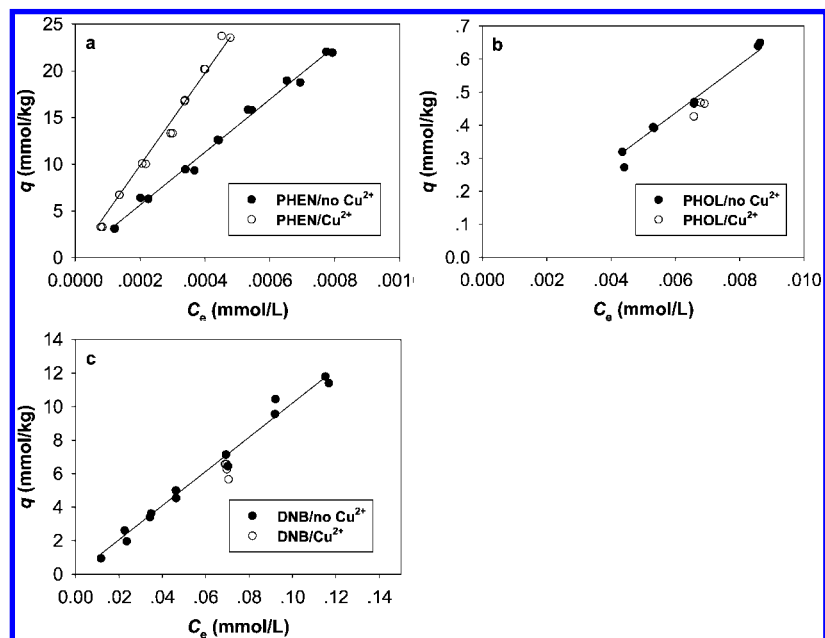 a
25
20
15
10
5
0
q (mmol/kg)
PHEN/no Cu²⁺
PHEN/Cu²⁺
0.0000 .0002 .0004 .0006 .0008 .0010
Cₑ (mmol/L)
b
.7
.6
.5
.4
.3
.2
.1
0.0
q (mmol/kg)
PHOL/no Cu²⁺
PHOL/Cu²⁺
0.000 .002 .004 .006 .008 .010
Cₑ (mmol/L)
c
14
12
10
8
6
4
2
0
q (mmol/kg)
DNB/no Cu²⁺
DNB/Cu²⁺
0.00 .02 .04 .06 .08 .10 .12 .14
Cₑ (mmol/L)